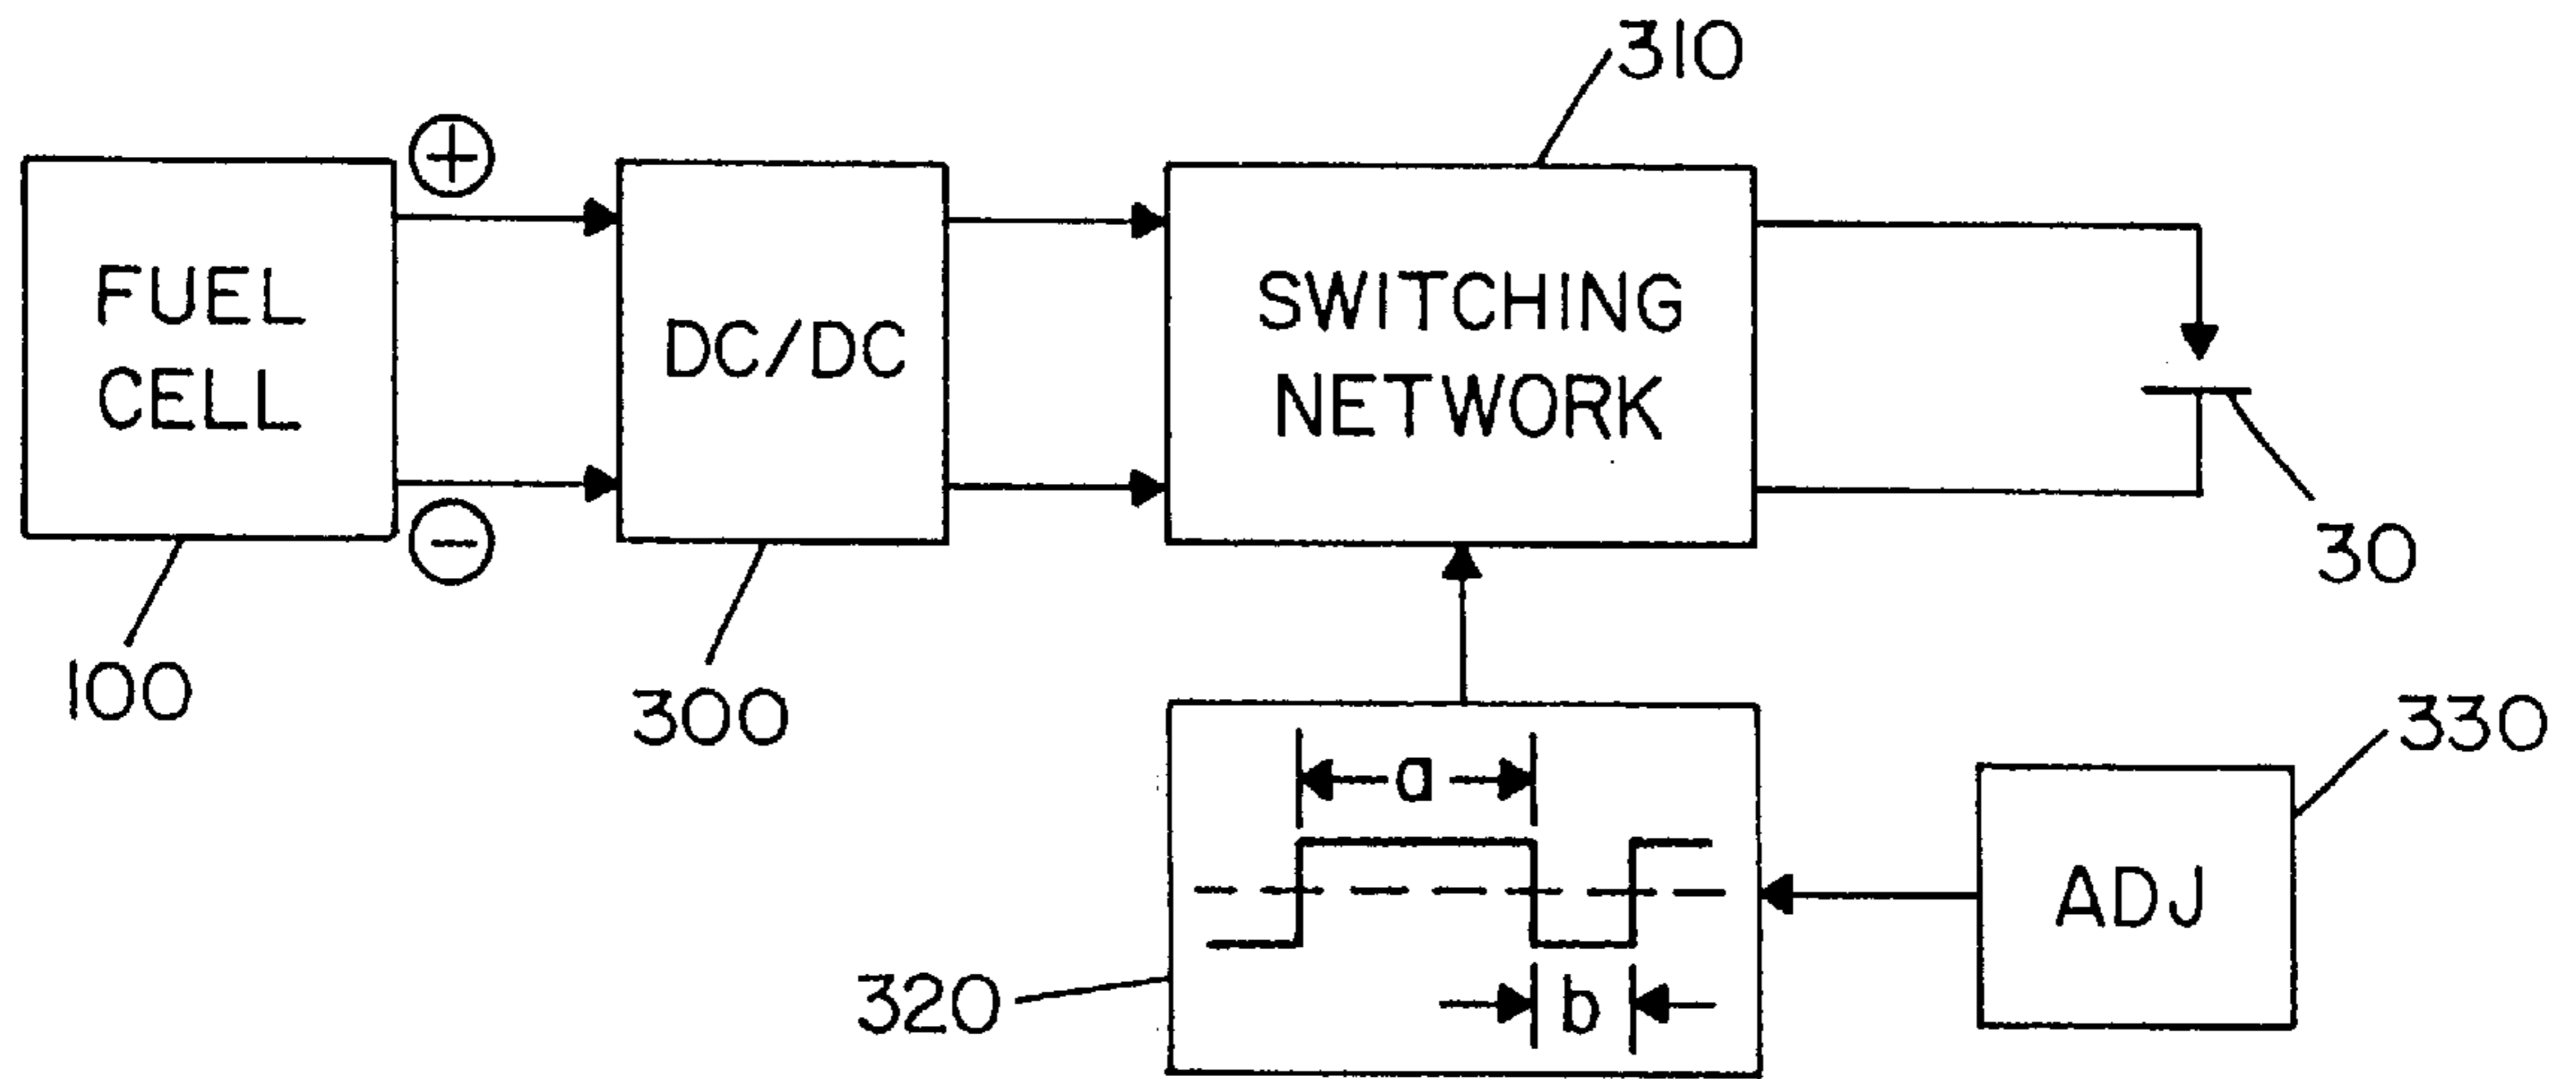 310
+
FUEL
CELL
DC/DC
SWITCHING
NETWORK
−
30
100
300
330
a
ADJ
320
b